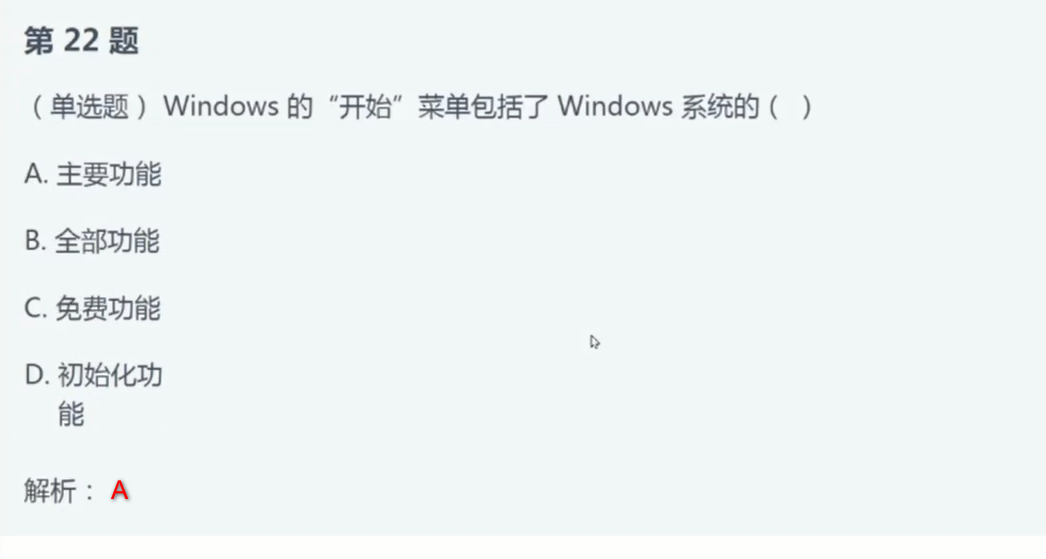 第 22 题
（单选题）Windows 的“开始”菜单包括了 Windows 系统的（ ）
A. 主要功能
B. 全部功能
C. 免费功能
D. 初始化功
能
解析： A